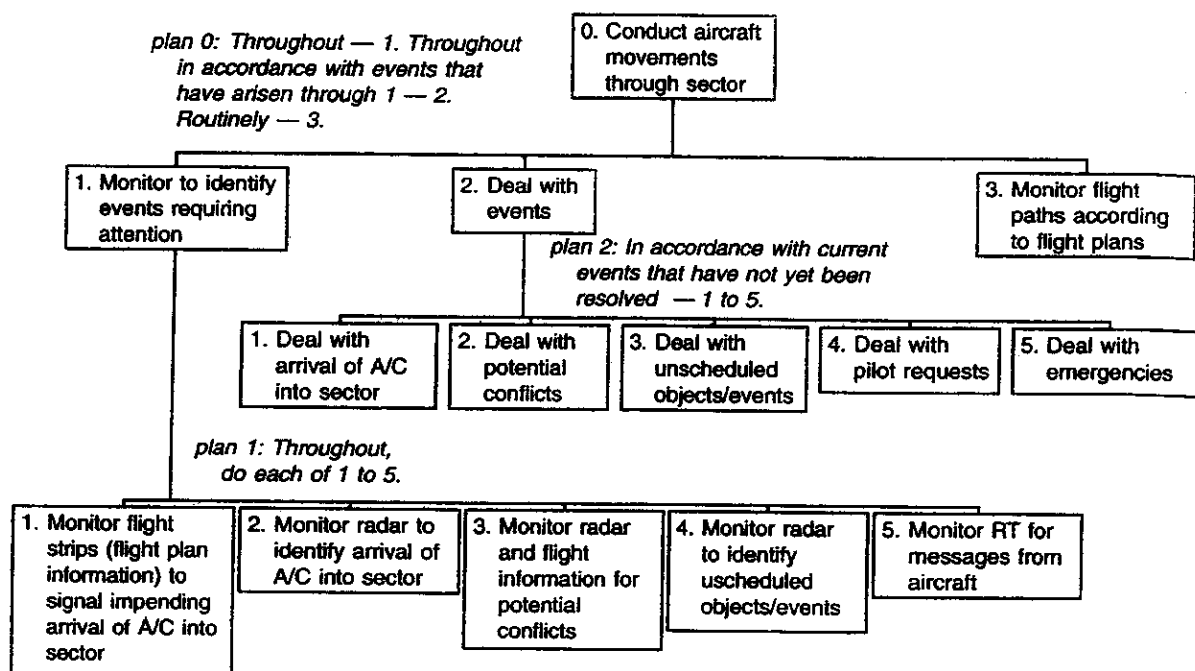 plan 0: Throughout — 1. Throughout
in accordance with events that
have arisen through 1 — 2.
Routinely — 3.
0. Conduct aircraft
movements
through sector
1. Monitor to identify
events requiring
attention
2. Deal with
events
3. Monitor flight
paths according
to flight plans
plan 2: In accordance with current
events that have not yet been
resolved — 1 to 5.
1. Deal with
arrival of A/C
into sector
2. Deal with
potential
conflicts
3. Deal with
unscheduled
objects/events
4. Deal with
pilot requests
5. Deal with
emergencies
plan 1: Throughout,
do each of 1 to 5.
1. Monitor flight
strips (flight plan
information) to
signal impending
arrival of A/C into
sector
2. Monitor radar to
identify arrival of
A/C into sector
3. Monitor radar
and flight
information for
potential
conflicts
4. Monitor radar
to identify
uscheduled
objects/events
5. Monitor RT for
messages from
aircraft